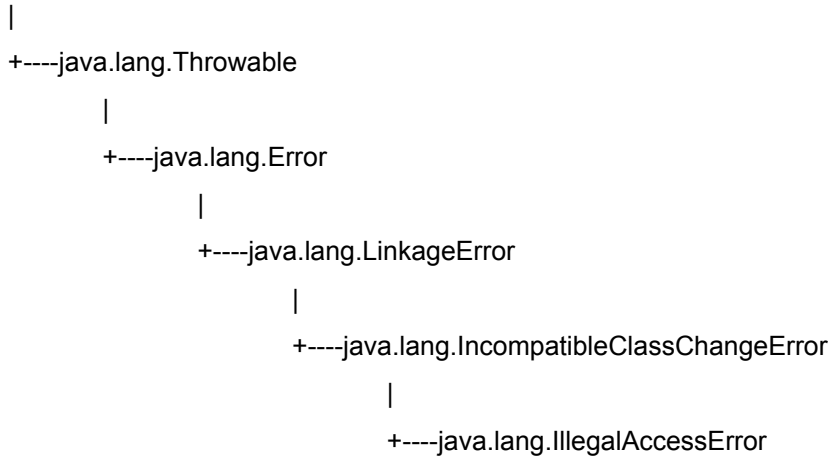 |
+----java.lang.Throwable
|
+----java.lang.Error
|
+----java.lang.LinkageError
|
+----java.lang.IncompatibleClassChangeError
|
+----java.lang.IllegalAccessError